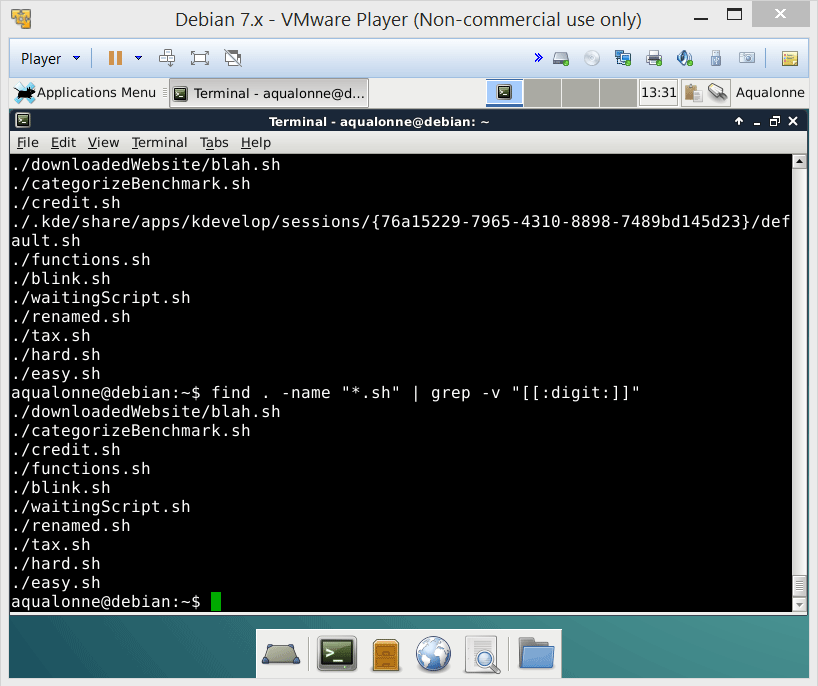 Debian 7.x - VMware Player (Non-commercial use only)
Player
Applications Menu
Terminal - aqualonne@d...
13:31
Aqualonne
Terminal - aqualonne@debian: ~
File Edit View Terminal Tabs Help
./downloadedWebsite/blah.sh
./categorizeBenchmark.sh
./credit.sh
./.kde/share/apps/kdevelop/sessions/{76a15229-7965-4310-8898-7489bd145d23}/def
ault.sh
./functions.sh
./blink.sh
./waitingScript.sh
./renamed.sh
./tax.sh
./hard.sh
./easy.sh
aqualonne@debian:~$ find . -name "*.sh" | grep -v "[[:digit:]]"
./downloadedWebsite/blah.sh
./categorizeBenchmark.sh
./credit.sh
./functions.sh
./blink.sh
./waitingScript.sh
./renamed.sh
./tax.sh
./hard.sh
./easy.sh
aqualonne@debian:~$